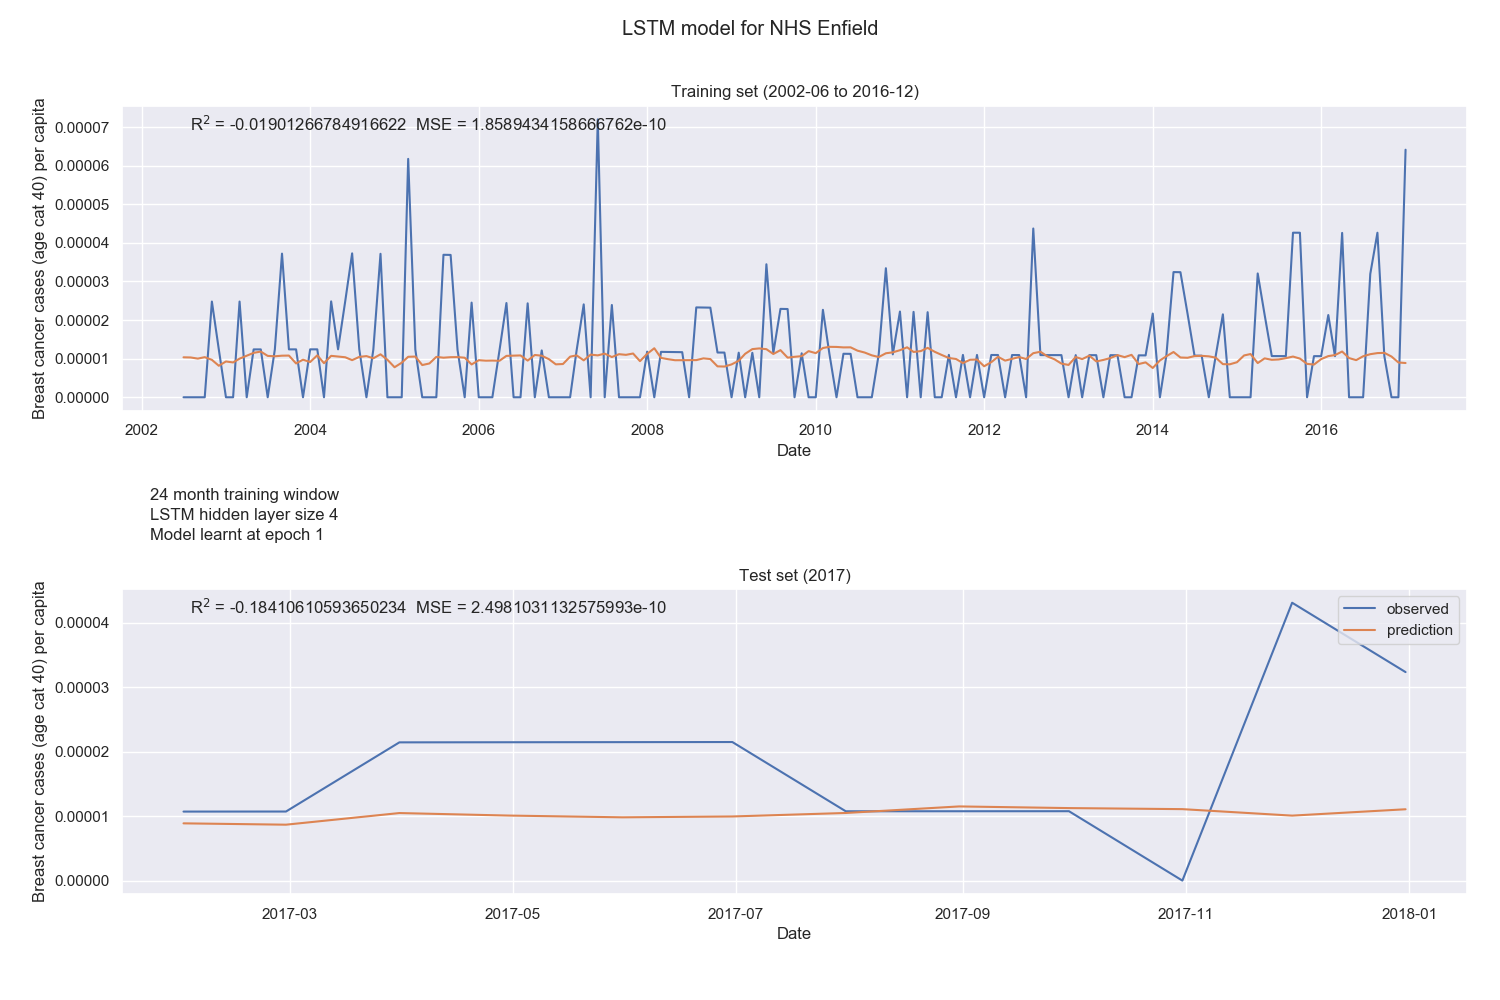 LSTM model for NHS Enfield
Training set (2002-06 to 2016-12)
R² = -0.01901266784916622  MSE = 1.8589434158666762e-10
Breast cancer cases (age cat 40) per capita
0.00007
0.00006
0.00005
0.00004
0.00003
0.00002
0.00001
0.00000
2002 2004 2006 2008 2010 2012 2014 2016
Date
24 month training window
LSTM hidden layer size 4
Model learnt at epoch 1
Test set (2017)
R² = -0.18410610593650234  MSE = 2.4981031132575993e-10
observed
prediction
Breast cancer cases (age cat 40) per capita
0.00004
0.00003
0.00002
0.00001
0.00000
2017-03 2017-05 2017-07 2017-09 2017-11 2018-01
Date